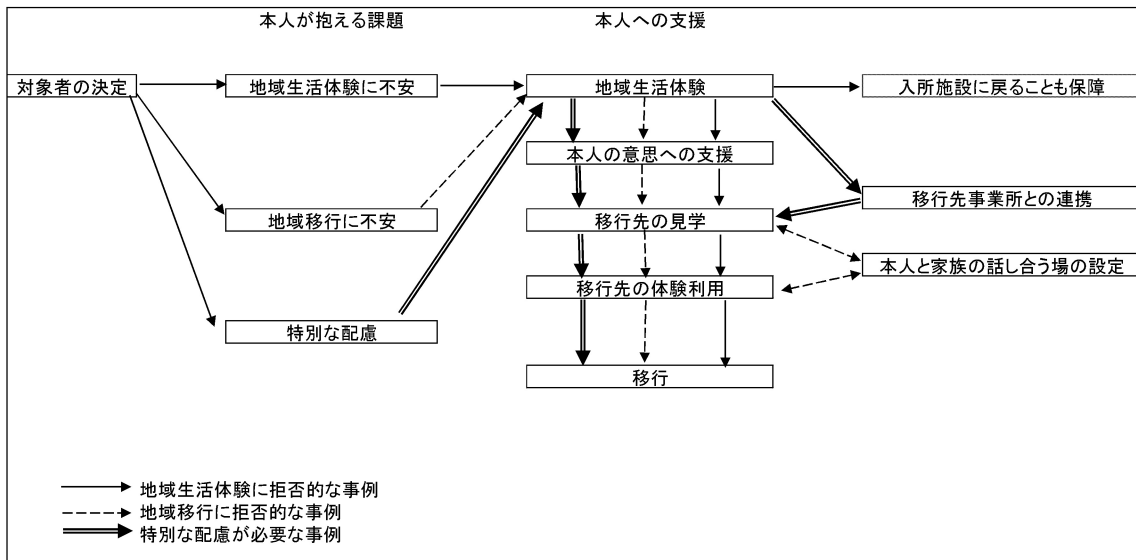 本人が抱える課題
本人への支援
対象者の決定
地域生活体験に不安
地域生活体験
入所施設に戻ることも保障
本人の意思への支援
地域移行に不安
移行先の見学
移行先事業所との連携
本人と家族の話し合う場の設定
移行先の体験利用
特別な配慮
移行
地域生活体験に拒否的な事例
地域移行に拒否的な事例
特別な配慮が必要な事例